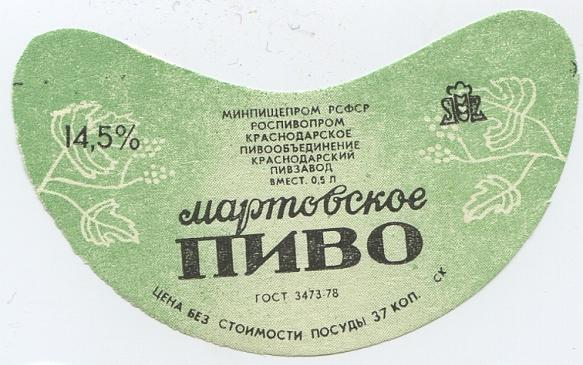 14,5%
МИНПИЩЕПРОМ РСФСР
РОСПИВОПРОМ
КРАСНОДАРСКОЕ
ПИВООБЪЕДИНЕНИЕ
КРАСНОДАРСКИЙ
ПИВЗАВОД
ВМЕСТ. 0,5 Л
мартовское
ПИВО
ГОСТ 3473-78
ЦЕНА БЕЗ СТОИМОСТИ ПОСУДЫ 37 КОП. СК